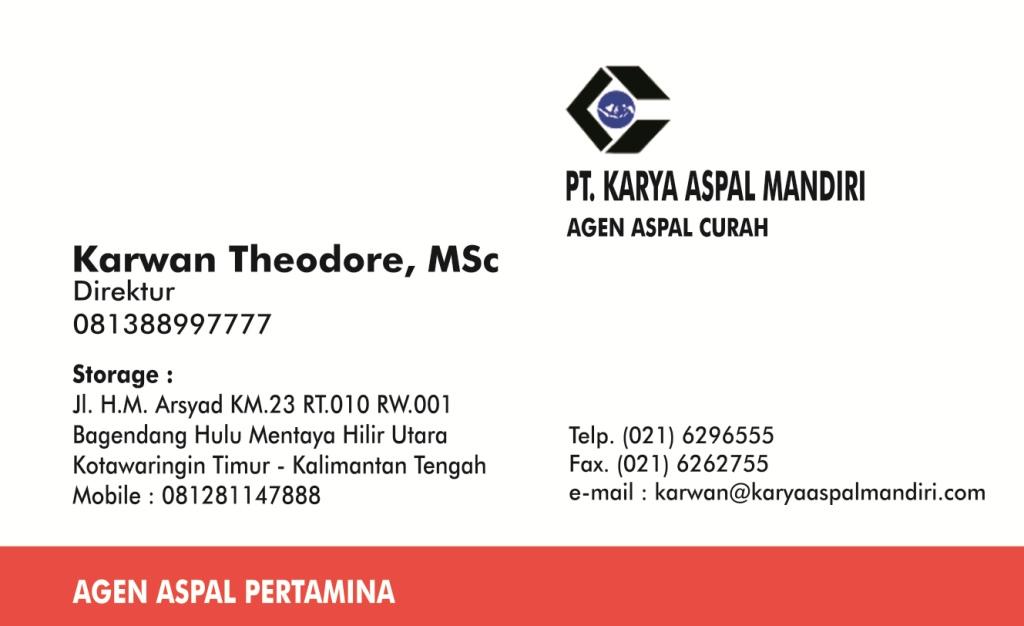 PT. KARYA ASPAL MANDIRI
AGEN ASPAL CURAH
Karwan Theodore, MSc
Direktur
081388997777
Storage :
Jl. H.M. Arsyad KM.23 RT.010 RW.001
Bagendang Hulu Mentaya Hilir Utara
Kotawaringin Timur - Kalimantan Tengah
Mobile : 081281147888
Telp. (021) 6296555
Fax. (021) 6262755
e-mail : karwan@karyaaspalmandiri.com
AGEN ASPAL PERTAMINA